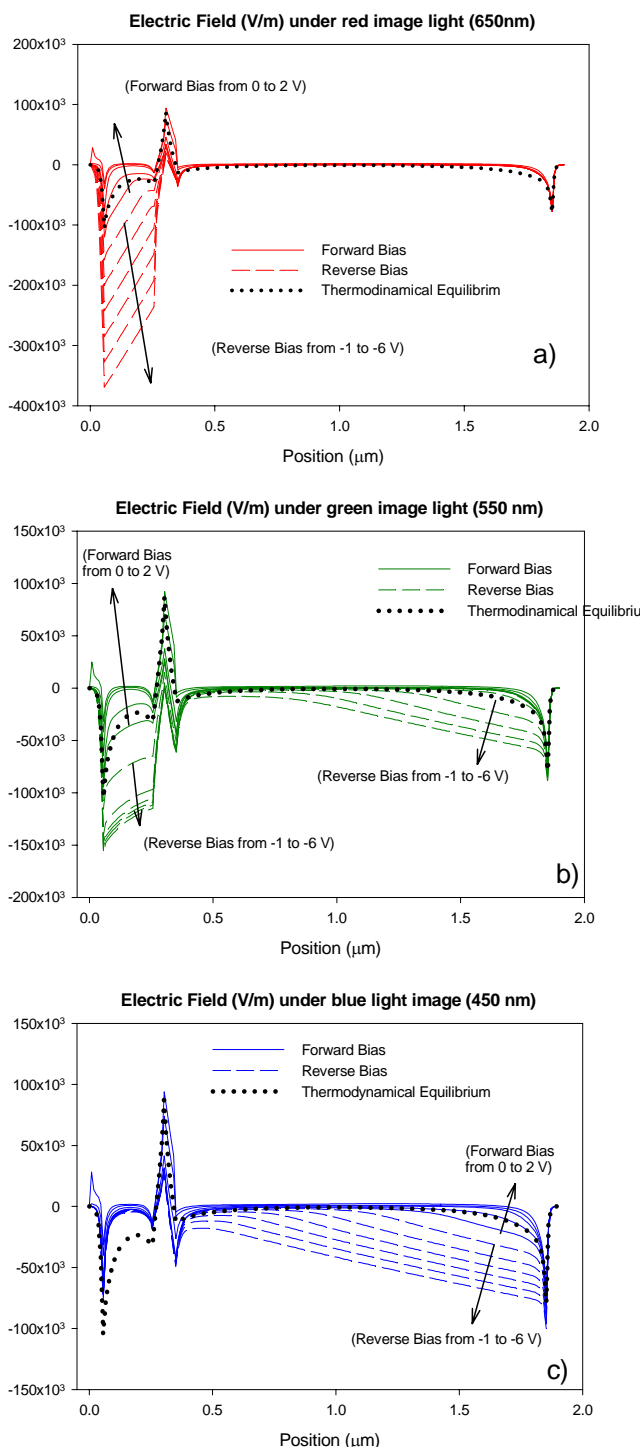 Electric Field (V/m) under red image light (650nm)
200x10³
100x10³
0
-100x10³
-200x10³
-300x10³
-400x10³
(Forward Bias from 0 to 2 V)
Forward Bias
Reverse Bias
Thermodinamical Equilibrim
(Reverse Bias from -1 to -6 V)
a)
0.0 0.5 1.0 1.5 2.0
Position (μm)
Electric Field (V/m) under green image light (550 nm)
150x10³
100x10³
50x10³
0
-50x10³
-100x10³
-150x10³
-200x10³
(Forward Bias
from 0 to 2 V)
Forward Bias
Reverse Bias
Thermodinamical Equilibriu
(Reverse Bias from -1 to -6 V)
(Reverse Bias from -1 to -6 V)
b)
0.0 0.5 1.0 1.5 2.0
Position (μm)
Electric Field (V/m) under blue light image (450 nm)
150x10³
100x10³
50x10³
0
-50x10³
-100x10³
-150x10³
Forward Bias
Reverse Bias
Thermodynamical Equilibrium
(Forward Bias
from 0 to 2 V)
(Reverse Bias from -1 to -6 V)
c)
0.0 0.5 1.0 1.5 2.0
Position (μm)